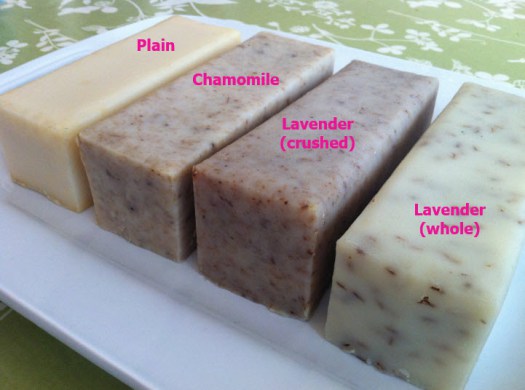 Plain
Chamomile
Lavender
(crushed)
Lavender
(whole)